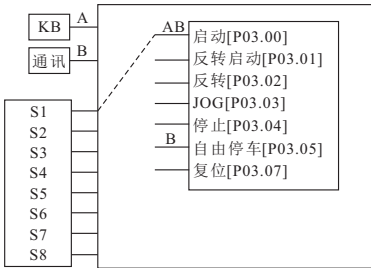 KB A
通讯 B
S1
S2
S3
S4
S5
S6
S7
S8
AB 启动[P03.00]
反转启动[P03.01]
反转[P03.02]
JOG[P03.03]
停止[P03.04]
B 自由停车[P03.05]
复位[P03.07]